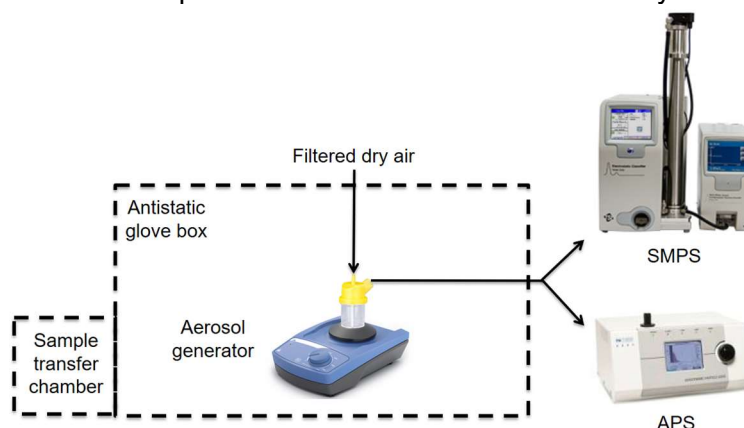 Filtered dry air
Antistatic
glove box
Aerosol
generator
Sample
transfer
chamber
SMPS
APS